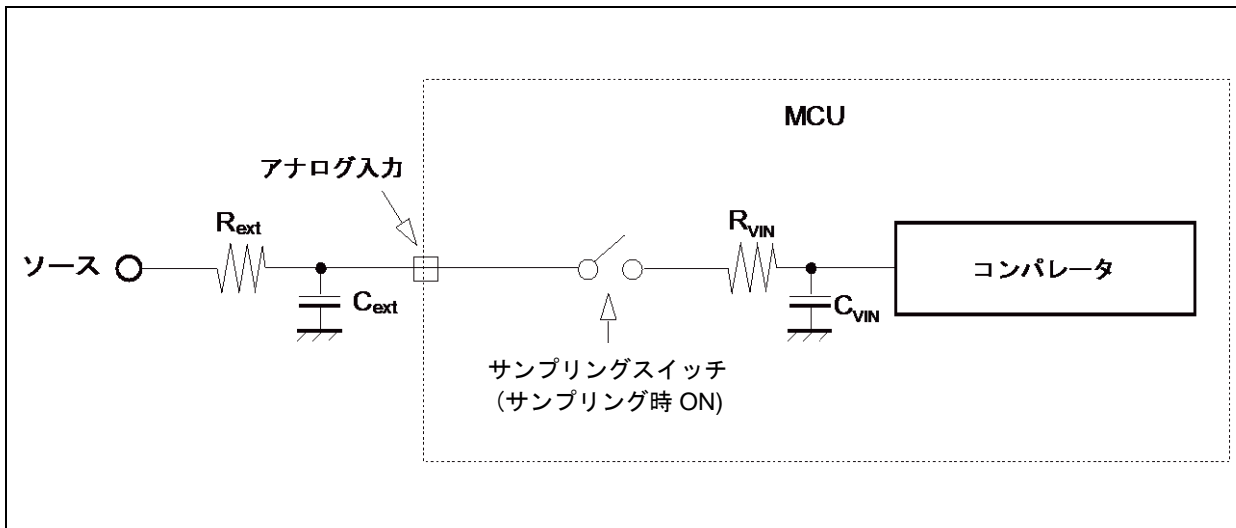 MCU
アナログ入力
Rext
RVIN
ソース
コンパレータ
Cext
CVIN
サンプリングスイッチ
(サンプリング時 ON)